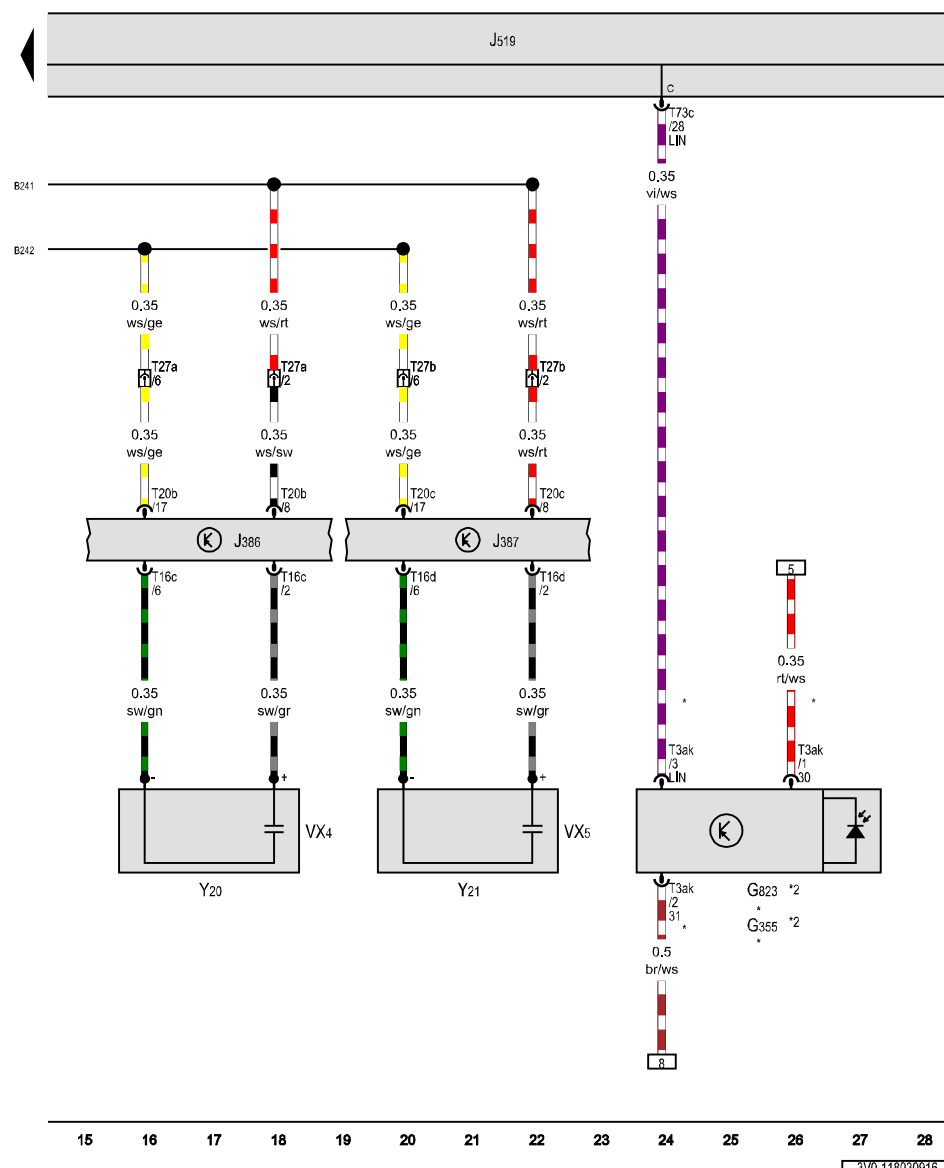 J519
C
T73c
/28
LIN
0.35
vi/ws
B241
B242
0.35
ws/ge
0.35
ws/rt
0.35
ws/ge
0.35
ws/rt
T27a
/6
T27a
/2
T27b
/6
T27b
/2
0.35
ws/ge
0.35
ws/sw
0.35
ws/ge
0.35
ws/rt
T20b
/17
T20b
/8
T20c
/17
T20c
/8
J386
J387
T16c
/6
T16c
/2
T16d
/6
T16d
/2
5
0.35
rt/ws
0.35
sw/gn
0.35
sw/gr
0.35
sw/gn
0.35
sw/gr
*
*
T3ak
/3
LIN
T3ak
/1
30
- +
- +
VX4
VX5
Y20
Y21
T3ak
/2
31
*
G823 *2
*
G355 *2
*
0.5
br/ws
8
15 16 17 18 19 20 21 22 23 24 25 26 27 28
3V0-118030916